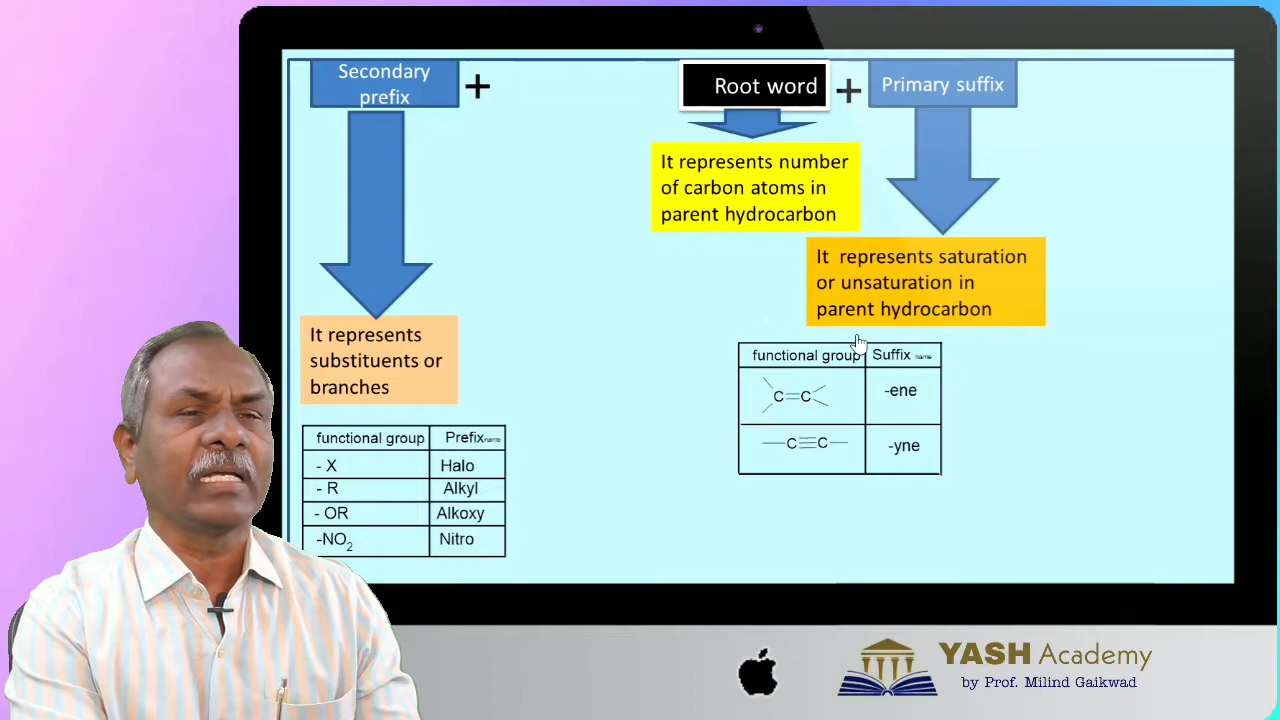 Secondary
prefix
+
Root word
+
Primary suffix
It represents number
of carbon atoms in
parent hydrocarbon
It represents saturation
or unsaturation in
parent hydrocarbon
It represents
substituents or
branches
functional group Suffix name
C=C -ene
—C≡C— -yne
functional group Prefix name
- X Halo
- R Alkyl
- OR Alkoxy
-NO2 Nitro
YASH Academy
by Prof. Milind Gaikwad